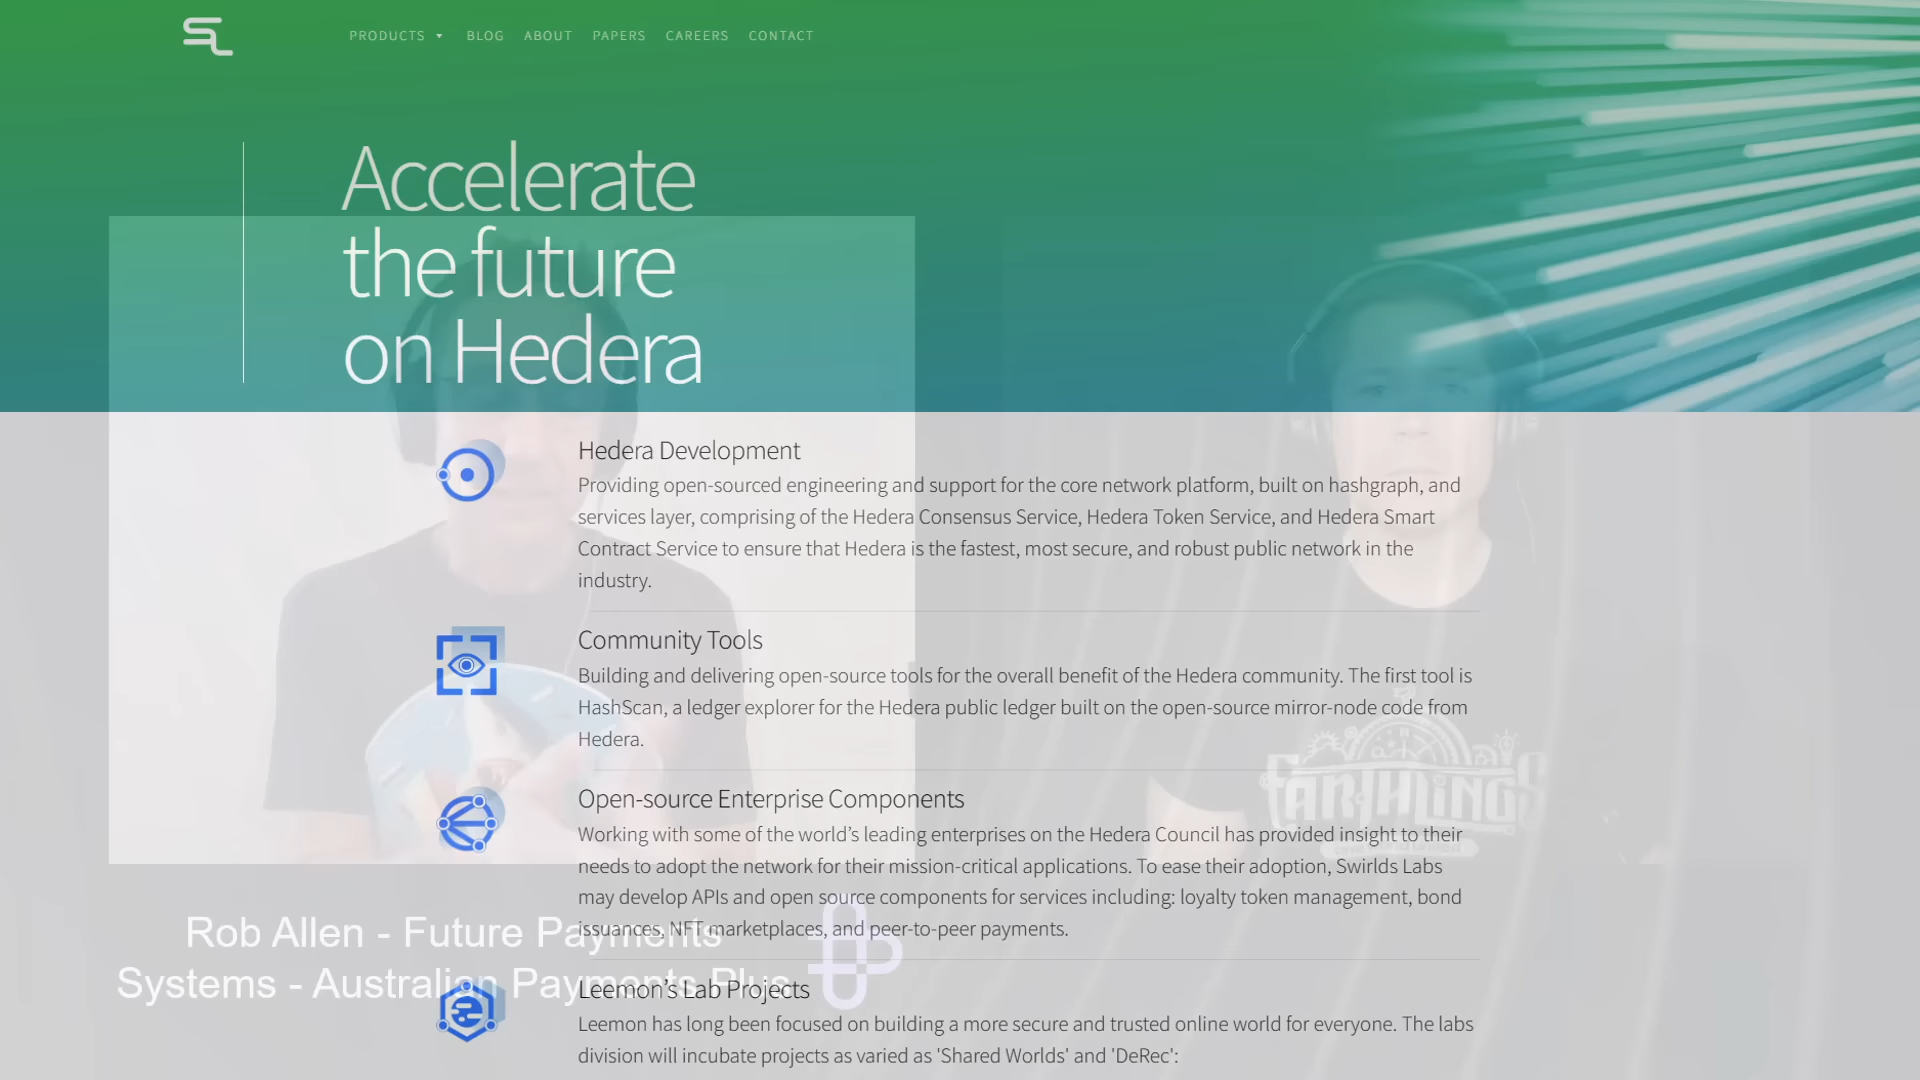 PRODUCTS BLOG ABOUT PAPERS CAREERS CONTACT
Accelerate
the future
on Hedera
Hedera Development
Providing open-sourced engineering and support for the core network platform, built on hashgraph, and
services layer, comprising of the Hedera Consensus Service, Hedera Token Service, and Hedera Smart
Contract Service to ensure that Hedera is the fastest, most secure, and robust public network in the
industry.
Community Tools
Building and delivering open-source tools for the overall benefit of the Hedera community. The first tool is
HashScan, a ledger explorer for the Hedera public ledger built on the open-source mirror-node code from
Hedera.
Open-source Enterprise Components
Working with some of the world’s leading enterprises on the Hedera Council has provided insight to their
needs to adopt the network for their mission-critical applications. To ease their adoption, Swirlds Labs
may develop APIs and open source components for services including: loyalty token management, bond
issuances, NFT marketplaces, and peer-to-peer payments.
Leemon’s Lab Projects
Leemon has long been focused on building a more secure and trusted online world for everyone. The labs
division will incubate projects as varied as 'Shared Worlds' and 'DeRec':
Rob Allen - Future Payments
Systems - Australian Payments Plus
EARTHLINGS